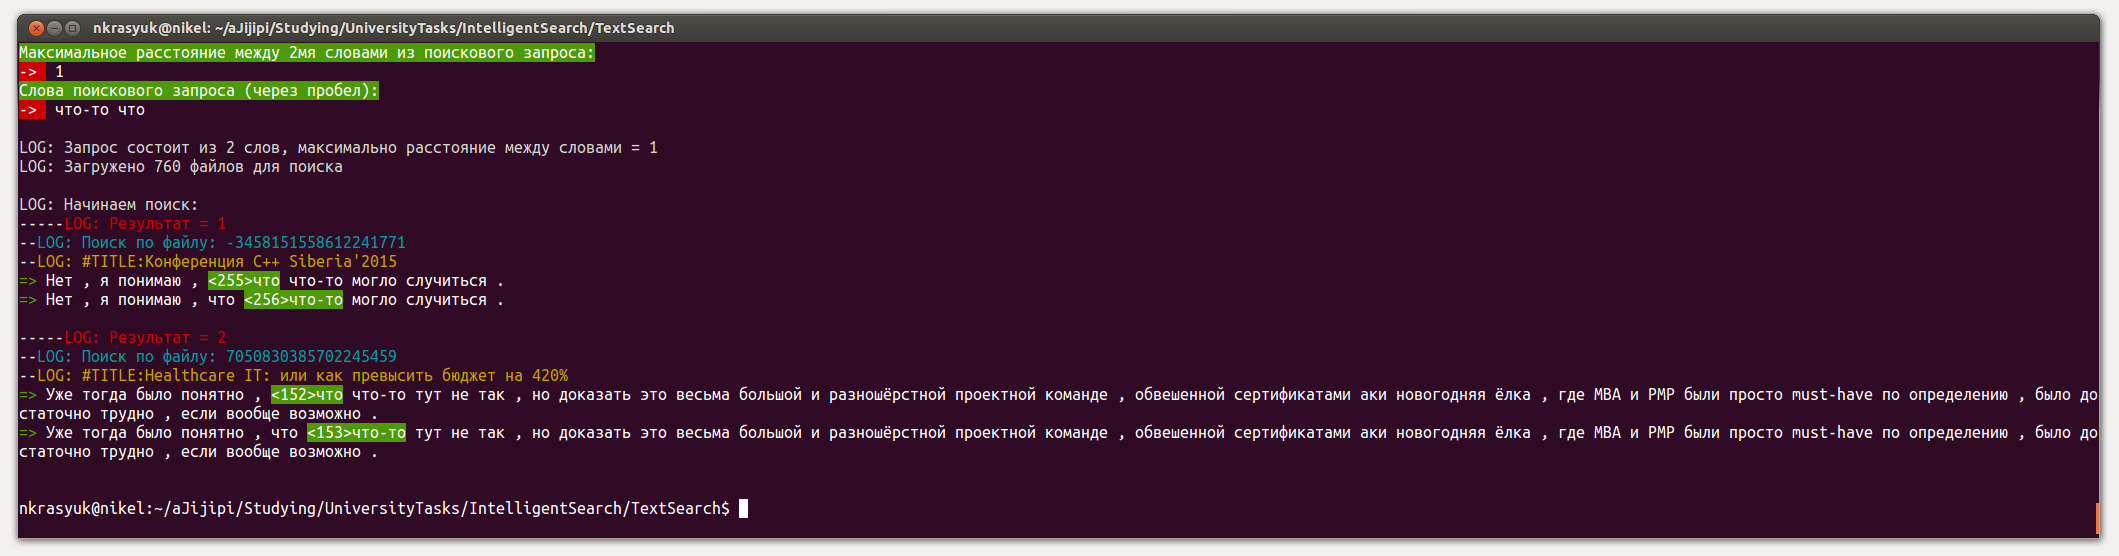 nkrasyuk@nikel: ~/aJijipi/Studying/UniversityTasks/IntelligentSearch/TextSearch
Максимальное расстояние между 2мя словами из поискового запроса:
-> 1
Слова поискового запроса (через пробел):
-> что-то что
LOG: Запрос состоит из 2 слов, максимально расстояние между словами = 1
LOG: Загружено 760 файлов для поиска
LOG: Начинаем поиск:
-----LOG: Результат = 1
--LOG: Поиск по файлу: -3458151558612241771
--LOG: #TITLE:Конференция C++ Siberia'2015
=> Нет , я понимаю , <255>что что-то могло случиться .
=> Нет , я понимаю , что <256>что-то могло случиться .
-----LOG: Результат = 2
--LOG: Поиск по файлу: 7050830385702245459
--LOG: #TITLE:Healthcare IT: или как превысить бюджет на 420%
=> Уже тогда было понятно , <152>что что-то тут не так , но доказать это весьма большой и разношёрстной проектной команде , обвешенной сертификатами аки новогодняя ёлка , где MBA и PMP были просто must-have по определению , было до
статочно трудно , если вообще возможно .
=> Уже тогда было понятно , что <153>что-то тут не так , но доказать это весьма большой и разношёрстной проектной команде , обвешенной сертификатами аки новогодняя ёлка , где MBA и PMP были просто must-have по определению , было до
статочно трудно , если вообще возможно .
nkrasyuk@nikel:~/aJijipi/Studying/UniversityTasks/IntelligentSearch/TextSearch$